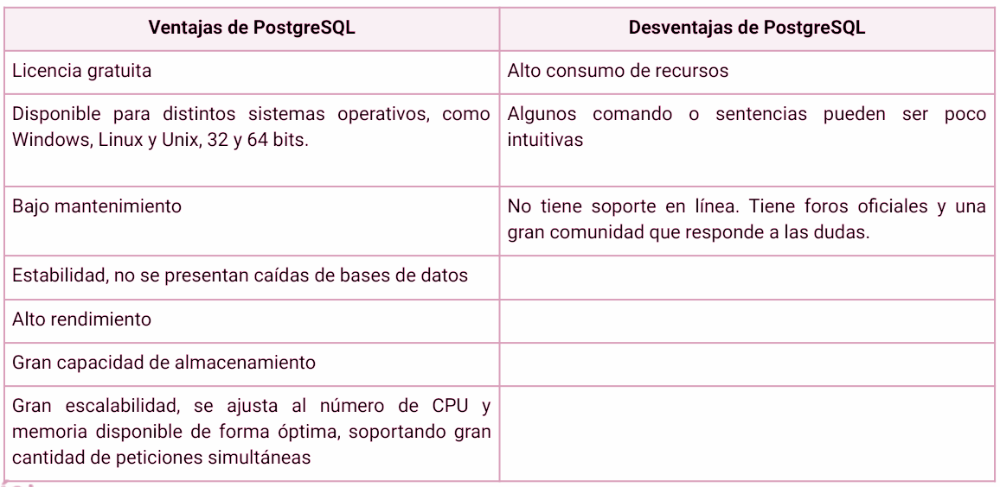 Ventajas de PostgreSQL
Desventajas de PostgreSQL
Licencia gratuita
Alto consumo de recursos
Disponible para distintos sistemas operativos, como
Windows, Linux y Unix, 32 y 64 bits.
Algunos comando o sentencias pueden ser poco
intuitivas
Bajo mantenimiento
No tiene soporte en línea. Tiene foros oficiales y una
gran comunidad que responde a las dudas.
Estabilidad, no se presentan caídas de bases de datos
Alto rendimiento
Gran capacidad de almacenamiento
Gran escalabilidad, se ajusta al número de CPU y
memoria disponible de forma óptima, soportando gran
cantidad de peticiones simultáneas